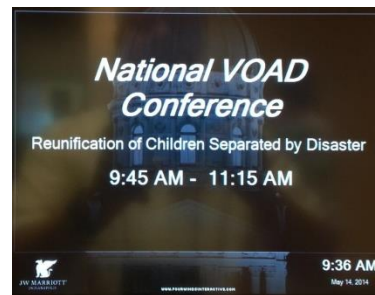 National VOAD
Conference
Reunification of Children Separated by Disaster
9:45 AM - 11:15 AM
9:36 AM
JW MARRIOTT
INDIANAPOLIS
WWW.FOURWINDSINTERACTIVE.COM
May 14, 2014